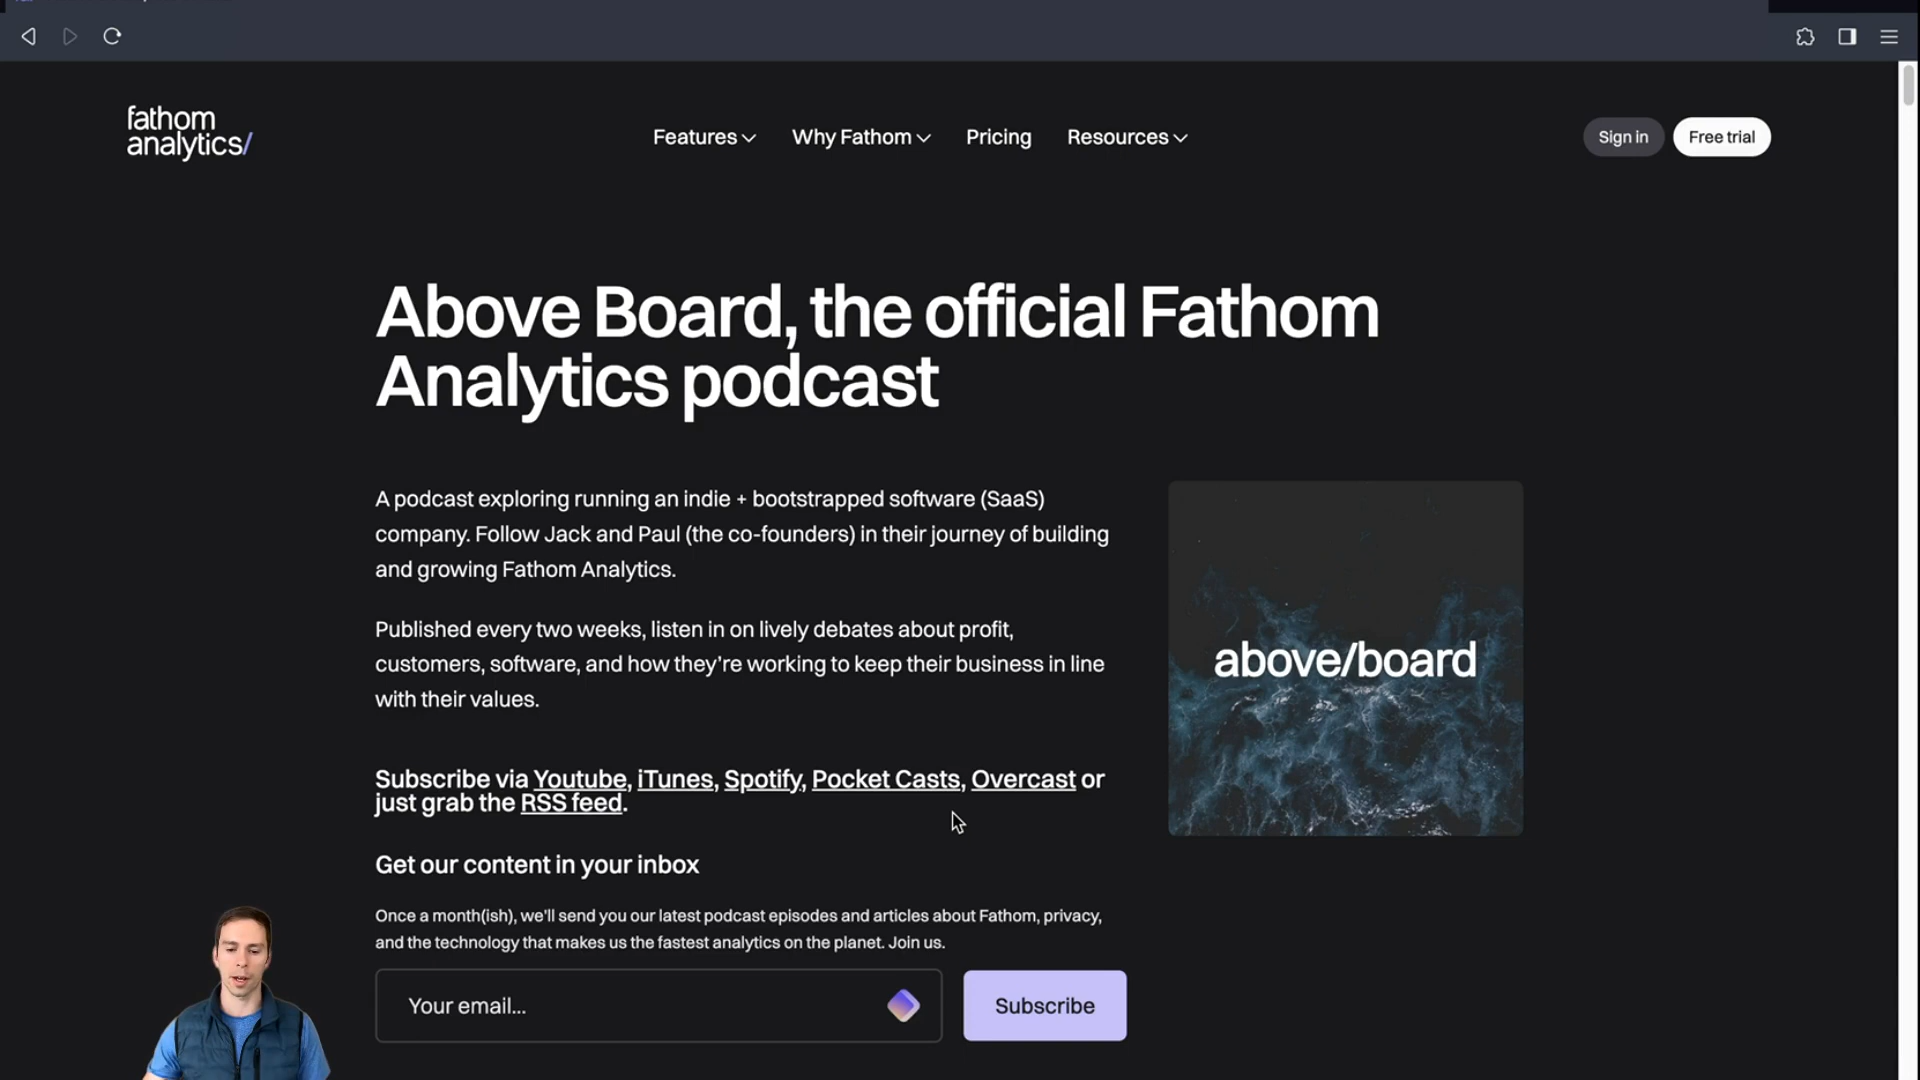 fathom
analytics/
Features
Why Fathom
Pricing
Resources
Sign in
Free trial
Above Board, the official Fathom
Analytics podcast
A podcast exploring running an indie + bootstrapped software (SaaS)
company. Follow Jack and Paul (the co-founders) in their journey of building
and growing Fathom Analytics.
Published every two weeks, listen in on lively debates about profit,
customers, software, and how they’re working to keep their business in line
with their values.
above/board
Subscribe via Youtube, iTunes, Spotify, Pocket Casts, Overcast or
just grab the RSS feed.
Get our content in your inbox
Once a month(ish), we'll send you our latest podcast episodes and articles about Fathom, privacy,
and the technology that makes us the fastest analytics on the planet. Join us.
Your email...
Subscribe